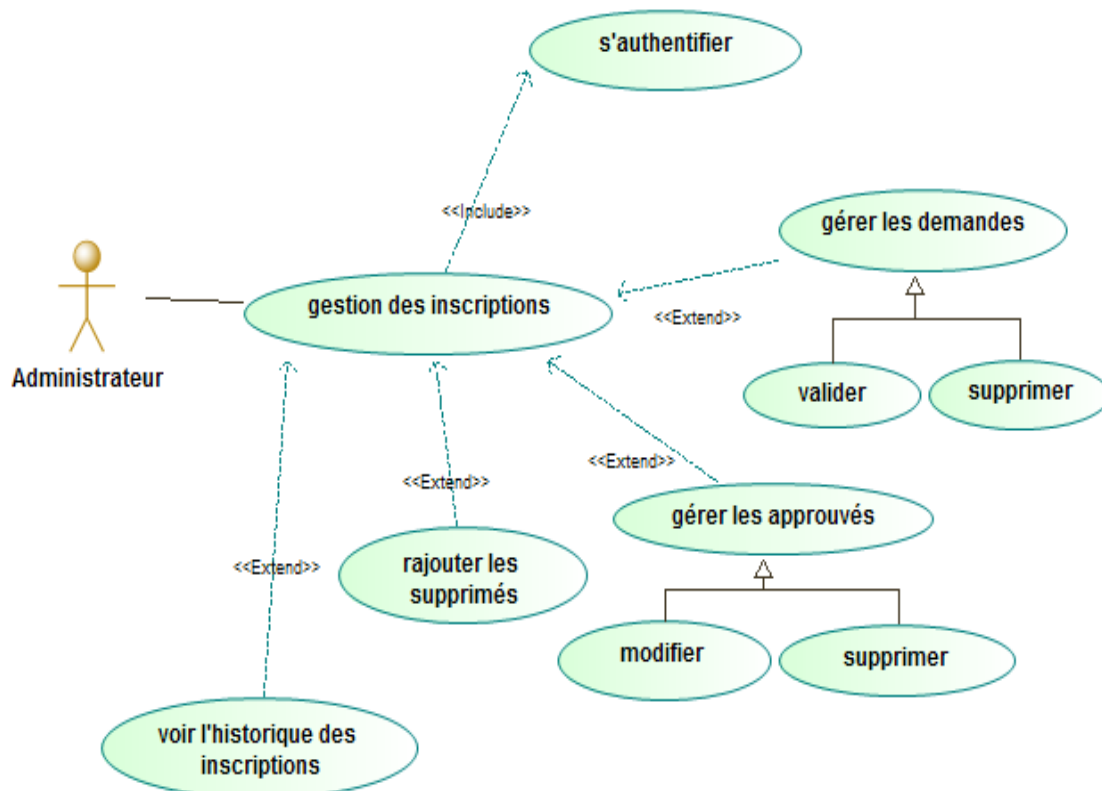 s'authentifier
<<Include>>
gérer les demandes
gestion des inscriptions
<<Extend>>
Administrateur
valider
supprimer
<<Extend>>
<<Extend>>
gérer les approuvés
<<Extend>>
rajouter les
supprimés
modifier
supprimer
voir l'historique des
inscriptions